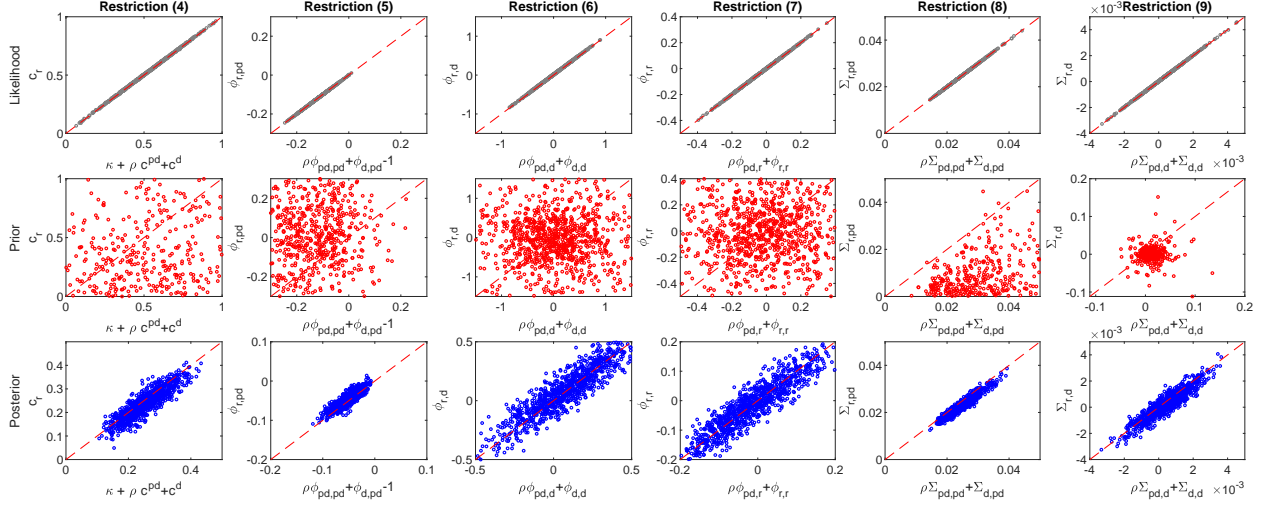 Restriction (4) Restriction (5) Restriction (6) Restriction (7) Restriction (8) ×10⁻³ Restriction (9)
Likelihood
c_r
1
0.5
0
0 0.5 1
κ + ρ c^pd+c^d
ϕ_r,pd
0.2
0
-0.2
-0.2 0 0.2
ρϕ_pd,pd+ϕ_d,pd-1
ϕ_r,d
1
0
-1
-1 0 1
ρϕ_pd,d+ϕ_d,d
ϕ_r,r
0.4
0.2
0
-0.2
-0.4
-0.4 -0.2 0 0.2
ρϕ_pd,r+ϕ_r,r
Σ_r,pd
0.04
0.02
0
0 0.02 0.04
ρΣ_pd,pd+Σ_d,pd
Σ_r,d
4
2
0
-2
-4
-4 -2 0 2 4
ρΣ_pd,d+Σ_d,d ×10⁻³
Prior
c_r
1
0.5
0
0 0.5 1
κ + ρ c^pd+c^d
ϕ_r,pd
0.2
0
-0.2
-0.2 0 0.2
ρϕ_pd,pd+ϕ_d,pd-1
ϕ_r,d
1
0
-1
-1 0 1
ρϕ_pd,d+ϕ_d,d
ϕ_r,r
0.4
0.2
0
-0.2
-0.4
-0.4 -0.2 0 0.2
ρϕ_pd,r+ϕ_r,r
Σ_r,pd
0.04
0.02
0
0 0.02 0.04
ρΣ_pd,pd+Σ_d,pd
Σ_r,d
0.2
0.1
0
-0.1
-0.1 0 0.1 0.2
ρΣ_pd,d+Σ_d,d
Posterior
c_r
0.4
0.3
0.2
0.1
0
0 0.2 0.4
κ + ρ c^pd+c^d
ϕ_r,pd
0.1
0
-0.1
-0.2
-0.2 -0.1 0 0.1
ρϕ_pd,pd+ϕ_d,pd-1
ϕ_r,d
0.5
0
-0.5
-0.5 0 0.5
ρϕ_pd,d+ϕ_d,d
ϕ_r,r
0.2
0.1
0
-0.1
-0.2
-0.2 0 0.2
ρϕ_pd,r+ϕ_r,r
Σ_r,pd
0.04
0.02
0
0 0.02 0.04
ρΣ_pd,pd+Σ_d,pd
×10⁻³
Σ_r,d
4
2
0
-2
-4
-4 -2 0 2 4
ρΣ_pd,d+Σ_d,d ×10⁻³